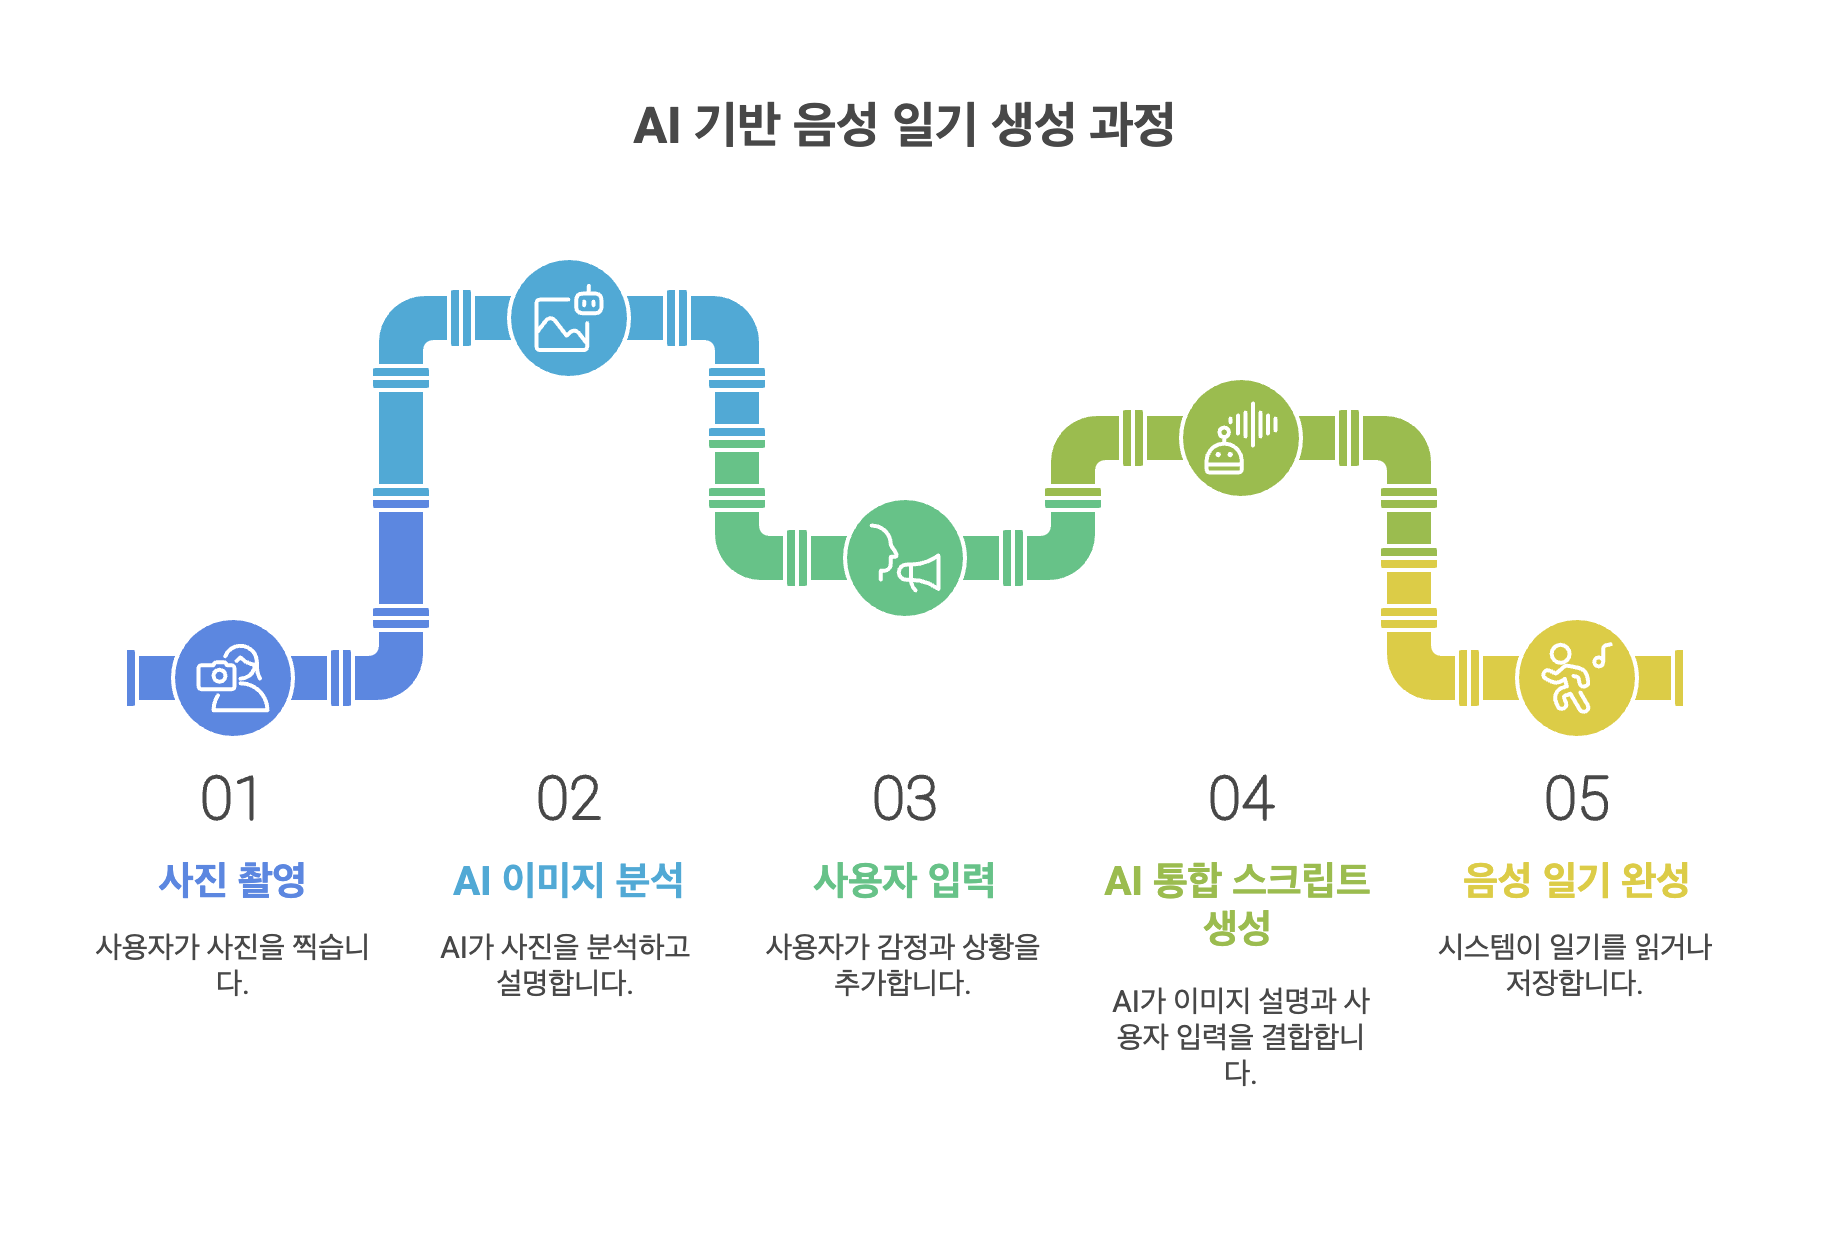 AI 기반 음성 일기 생성 과정
01
사진 촬영
사용자가 사진을 찍습니
다.
02
AI 이미지 분석
AI가 사진을 분석하고
설명합니다.
03
사용자 입력
사용자가 감정과 상황을
추가합니다.
04
AI 통합 스크립트
생성
AI가 이미지 설명과 사
용자 입력을 결합합니
다.
05
음성 일기 완성
시스템이 일기를 읽거나
저장합니다.